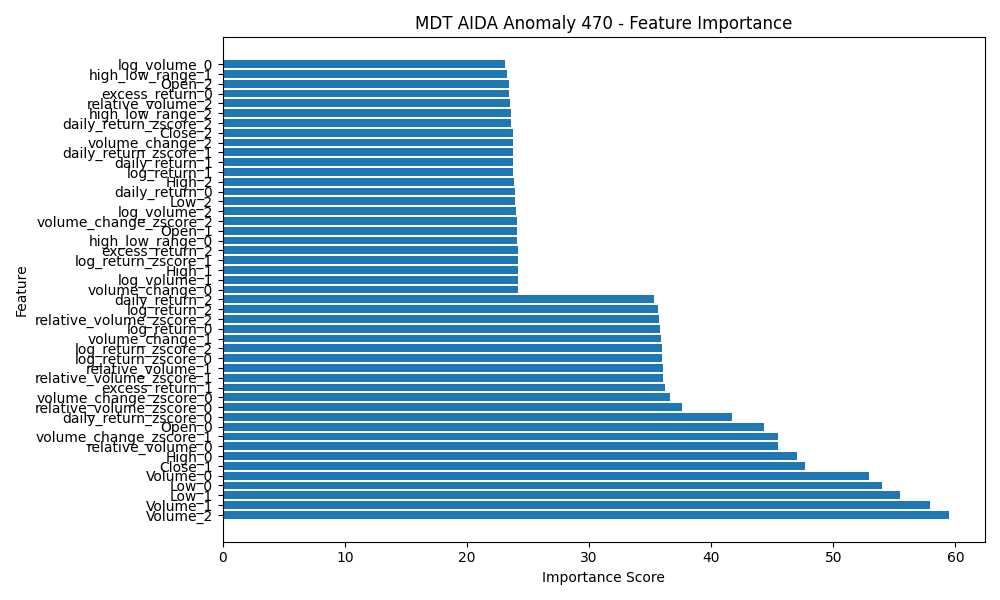 MDT AIDA Anomaly 470 - Feature Importance
log_volume_0
high_low_range_1
Open_2
excess_return_0
relative_volume_2
high_low_range_2
daily_return_zscore_2
Close_2
volume_change_2
daily_return_zscore_1
daily_return_1
log_return_1
High_2
daily_return_0
Low_2
log_volume_2
volume_change_zscore_2
Open_1
high_low_range_0
excess_return_2
log_return_zscore_1
High_1
log_volume_1
volume_change_0
daily_return_2
log_return_2
relative_volume_zscore_2
log_return_0
volume_change_1
log_return_zscore_2
log_return_zscore_0
relative_volume_1
relative_volume_zscore_1
excess_return_1
volume_change_zscore_0
relative_volume_zscore_0
daily_return_zscore_0
Open_0
volume_change_zscore_1
relative_volume_0
High_0
Close_1
Volume_0
Low_0
Low_1
Volume_1
Volume_2
Feature
0 10 20 30 40 50 60
Importance Score